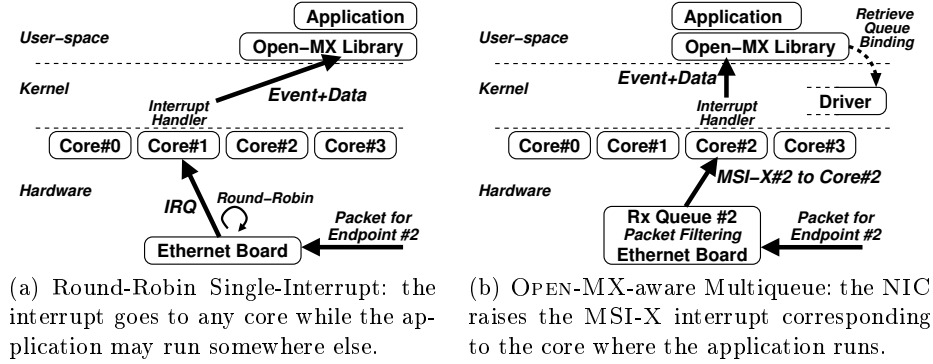 Application
User-space
Open-MX Library
Kernel
Event+Data
Interrupt
Handler
Core#0 Core#1 Core#2 Core#3
Hardware
IRQ
Round-Robin
Packet for
Endpoint #2
Ethernet Board
(a) Round-Robin Single-Interrupt: the
interrupt goes to any core while the ap-
plication may run somewhere else.
Application
Retrieve
Queue
Binding
User-space
Open-MX Library
Kernel
Event+Data
Driver
Interrupt
Handler
Core#0 Core#1 Core#2 Core#3
Hardware
MSI-X#2 to Core#2
Rx Queue #2
Packet Filtering
Ethernet Board
Packet for
Endpoint #2
(b) OPEN-MX-aware Multiqueue: the NIC
raises the MSI-X interrupt corresponding
to the core where the application runs.